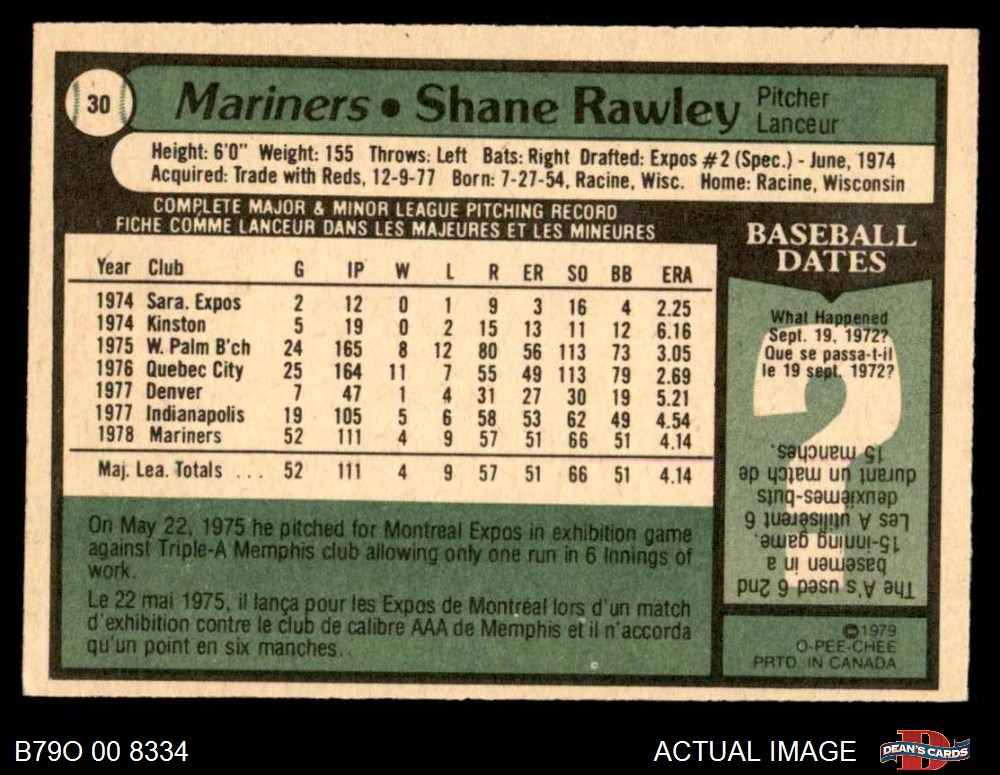 30
Mariners • Shane Rawley
Pitcher
Lanceur
Height: 6'0" Weight: 155 Throws: Left Bats: Right Drafted: Expos #2 (Spec.) - June, 1974
Acquired: Trade with Reds, 12-9-77 Born: 7-27-54, Racine, Wisc. Home: Racine, Wisconsin
COMPLETE MAJOR & MINOR LEAGUE PITCHING RECORD
FICHE COMME LANCEUR DANS LES MAJEURES ET LES MINEURES
Year Club G IP W L R ER SO BB ERA
1974 Sara. Expos 2 12 0 1 9 3 16 4 2.25
1974 Kinston 5 19 0 2 15 13 11 12 6.16
1975 W. Palm B'ch 24 165 8 12 80 56 113 73 3.05
1976 Quebec City 25 164 11 7 55 49 113 79 2.69
1977 Denver 7 47 1 4 31 27 30 19 5.21
1977 Indianapolis 19 105 5 6 58 53 62 49 4.54
1978 Mariners 52 111 4 9 57 51 66 51 4.14
Maj. Lea. Totals ... 52 111 4 9 57 51 66 51 4.14
On May 22, 1975 he pitched for Montreal Expos in exhibition game
against Triple-A Memphis club allowing only one run in 6 Innings of
work.
Le 22 mai 1975, il lança pour les Expos de Montréal lors d'un match
d'exhibition contre le club de calibre AAA de Memphis et il n'accorda
qu'un point en six manches.
BASEBALL
DATES
What Happened
Sept. 19, 1972?
Que se passa-t-il
le 19 sept. 1972?
The A's used 6 2nd
basemen in a
15-inning game.
Les A utilisèrent 6
deuxièmes-buts
durant un match de
15 manches.
©1979
O-PEE-CHEE
PRTD. IN CANADA
B79O 00 8334
ACTUAL IMAGE
DEAN'S CARDS